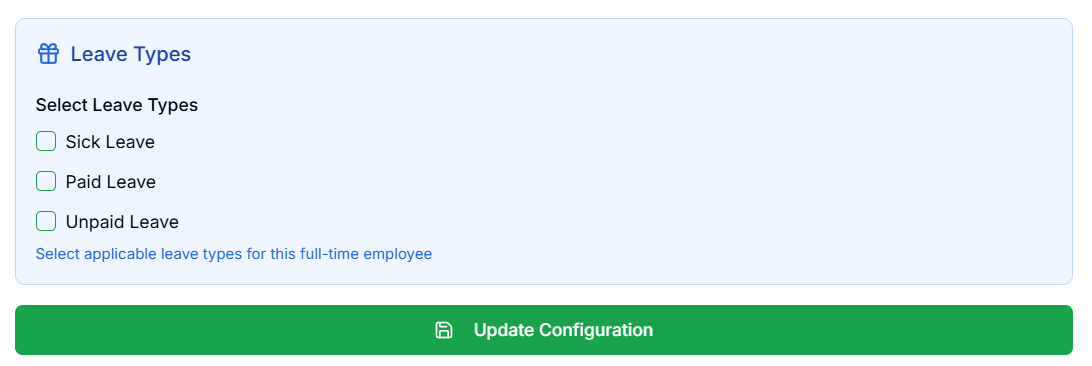 Leave Types
Select Leave Types
Sick Leave
Paid Leave
Unpaid Leave
Select applicable leave types for this full-time employee
Update Configuration